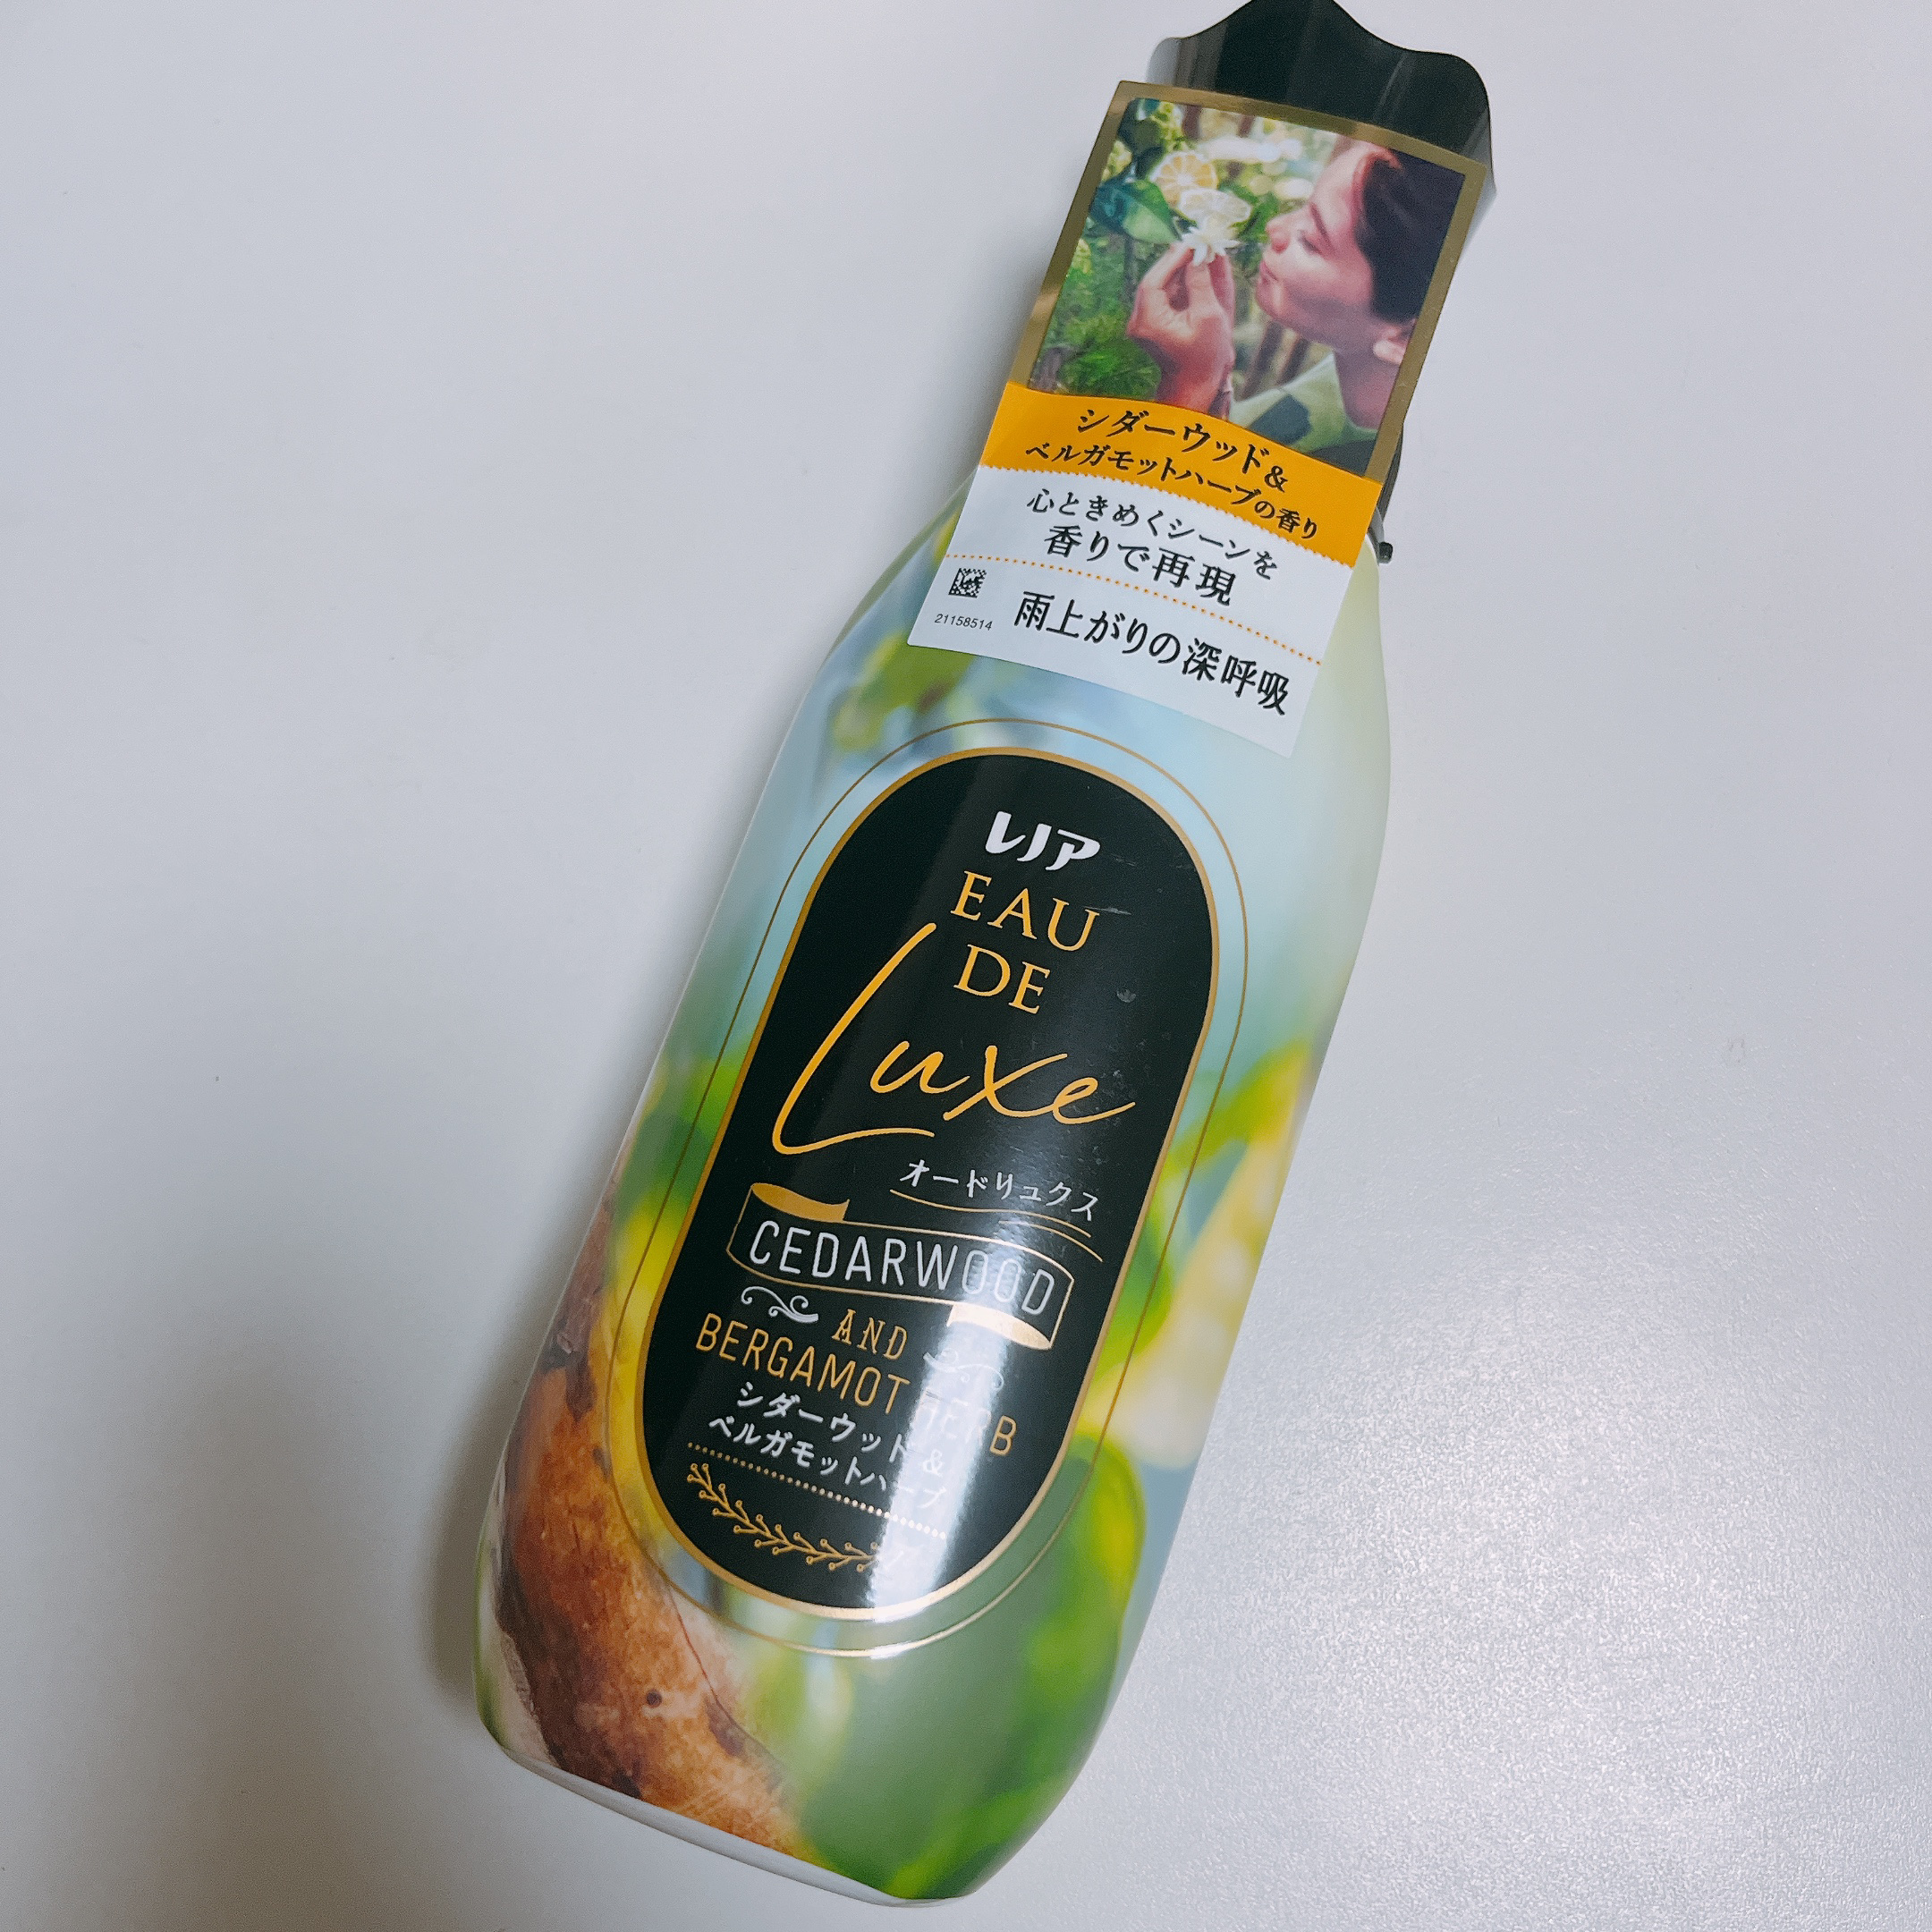 シダーウッド&
ベルガモットハーブの香り
心ときめくシーンを
香りで再現
雨上がりの深呼吸
21158514
レノア
EAU
DE
Luxe
オードリュクス
CEDARWOOD
AND
BERGAMOT HERB
シダーウッド&
ベルガモットハーブ